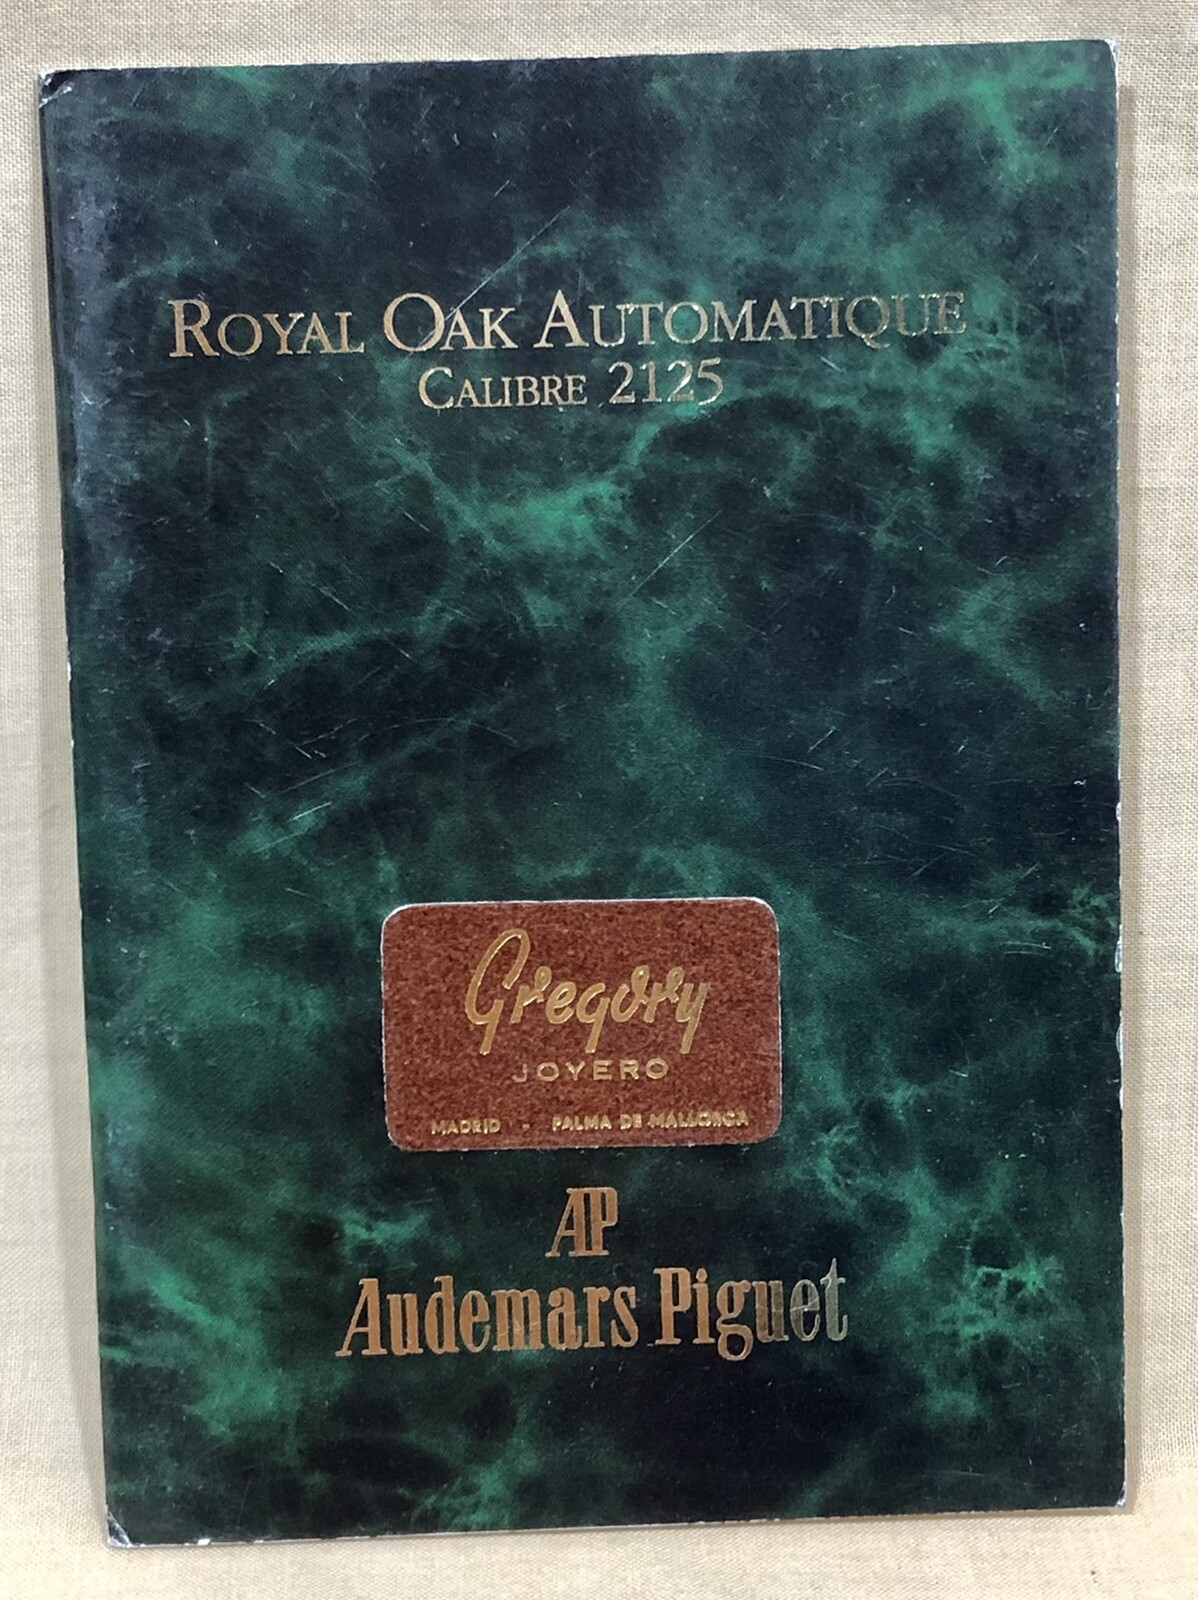 ROYAL OAK AUTOMATIQUE
CALIBRE 2125
Gregory
JOYERO
MADRID - PALMA DE MALLORCA
AP
Audemars Piguet